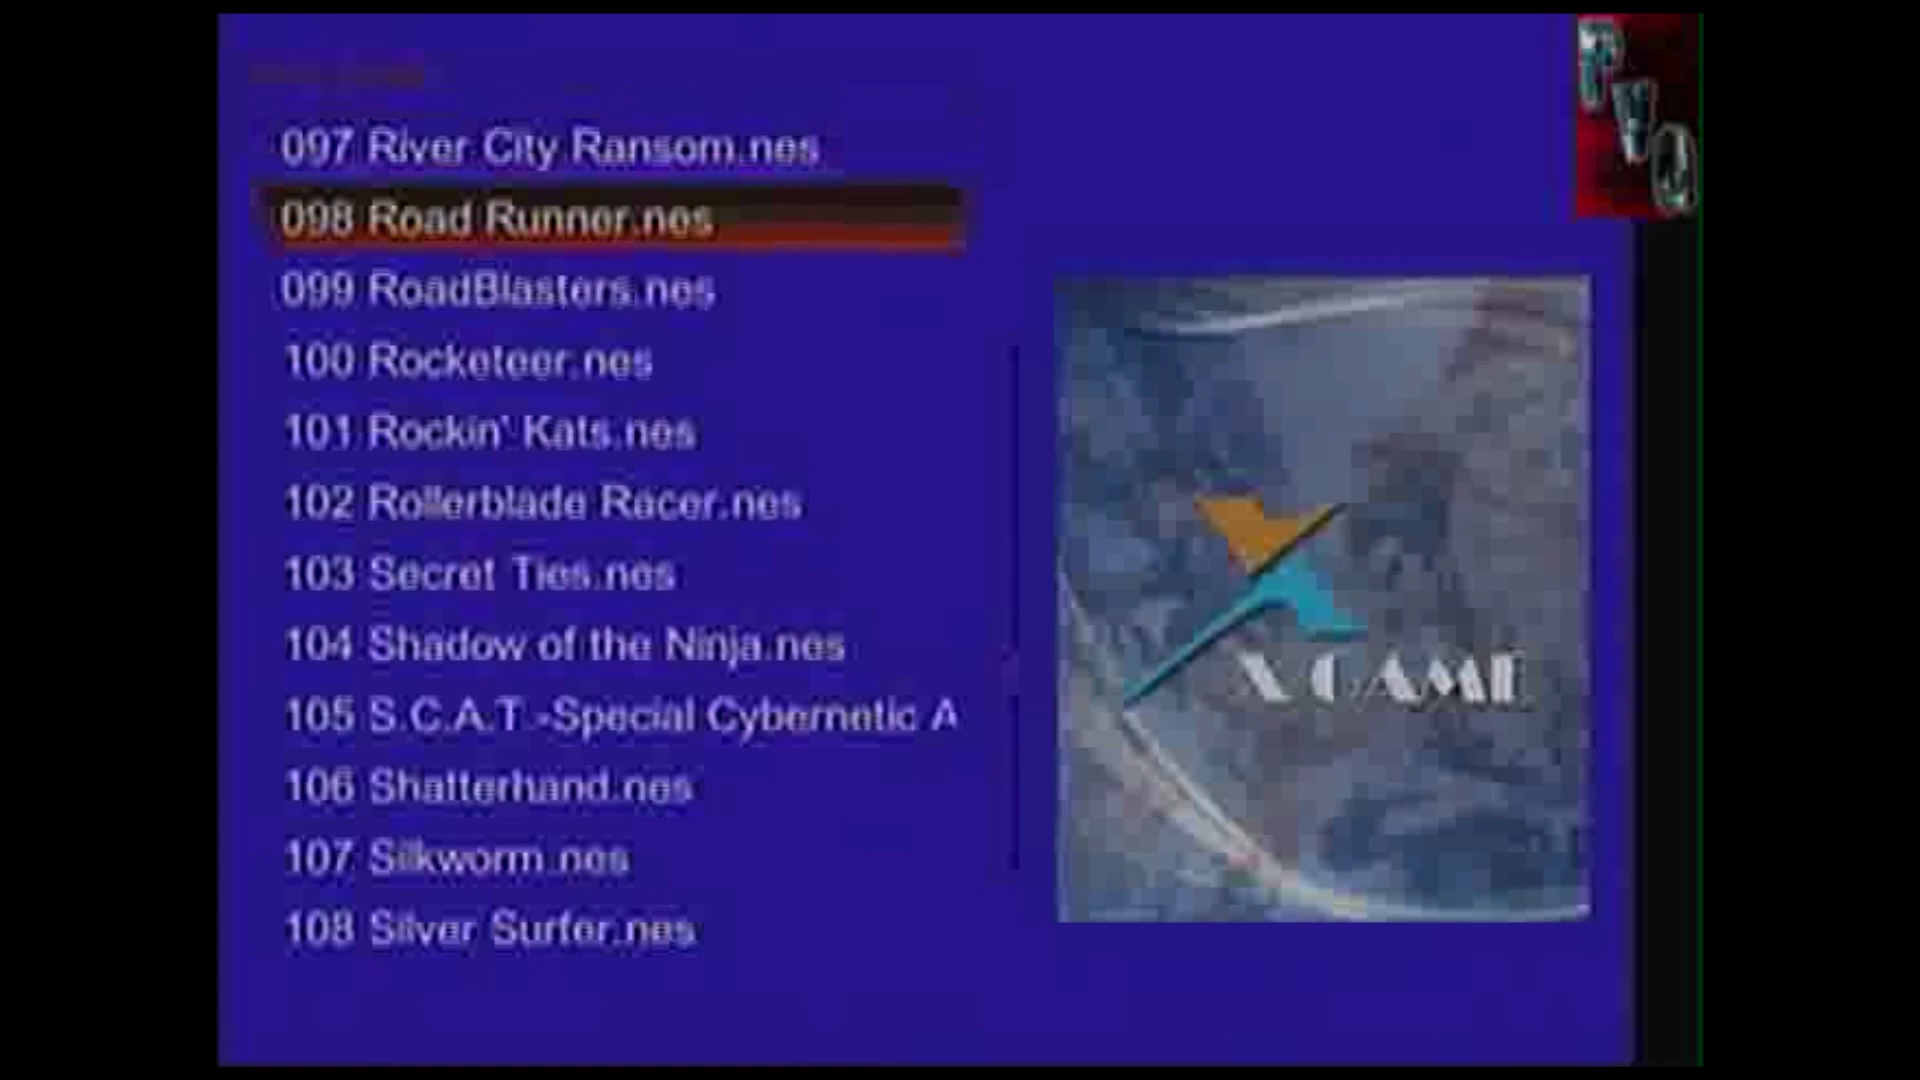 PVQ
097 River City Ransom.nes
098 Road Runner.nes
099 RoadBlasters.nes
100 Rocketeer.nes
101 Rockin' Kats.nes
102 Rollerblade Racer.nes
103 Secret Ties.nes
104 Shadow of the Ninja.nes
105 S.C.A.T.-Special Cybernetic A
106 Shatterhand.nes
107 Silkworm.nes
108 Silver Surfer.nes
X GAME